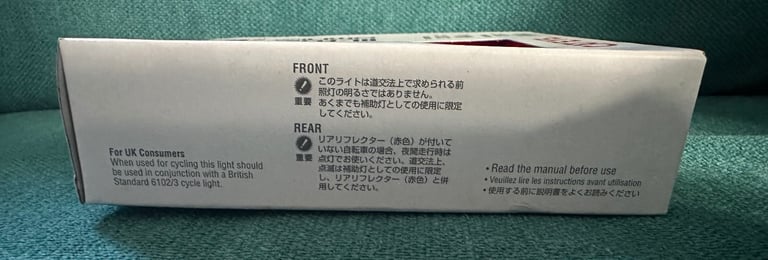 For UK Consumers
When used for cycling this light should
be used in conjunction with a British
Standard 6102/3 cycle light.
FRONT
重要
このライトは道交法上で求められる前
照灯の明るさではありません。
あくまでも補助灯としての使用に限定
してください。
REAR
重要
リアリフレクター（赤色）が付いて
いない自転車の場合、夜間走行時は
点灯でお使いください。道交法上、
点滅は補助灯としての使用に限定
し、リアリフレクター（赤色）と併
用してください。
• Read the manual before use
• Veuillez lire les instructions avant utilisation
• 使用する前に説明書をよくお読みください